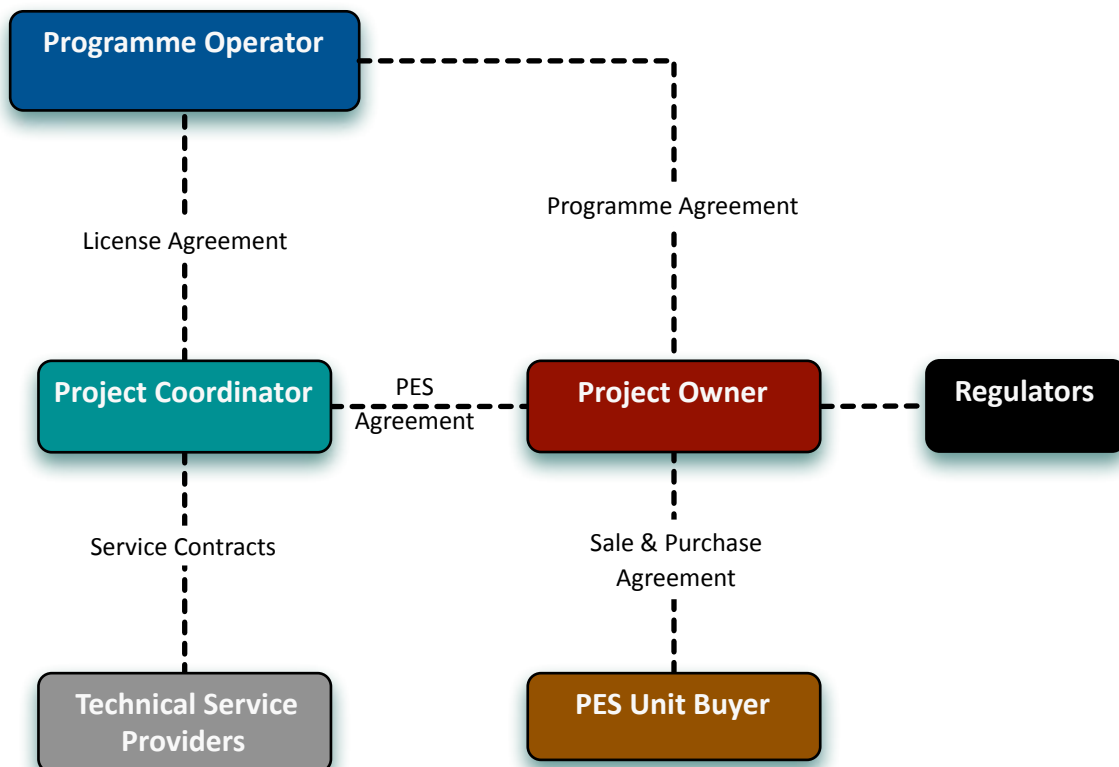 Programme Operator
Programme Agreement
License Agreement
Project Coordinator
PES
Agreement
Project Owner
Regulators
Service Contracts
Sale & Purchase
Agreement
Technical Service
Providers
PES Unit Buyer